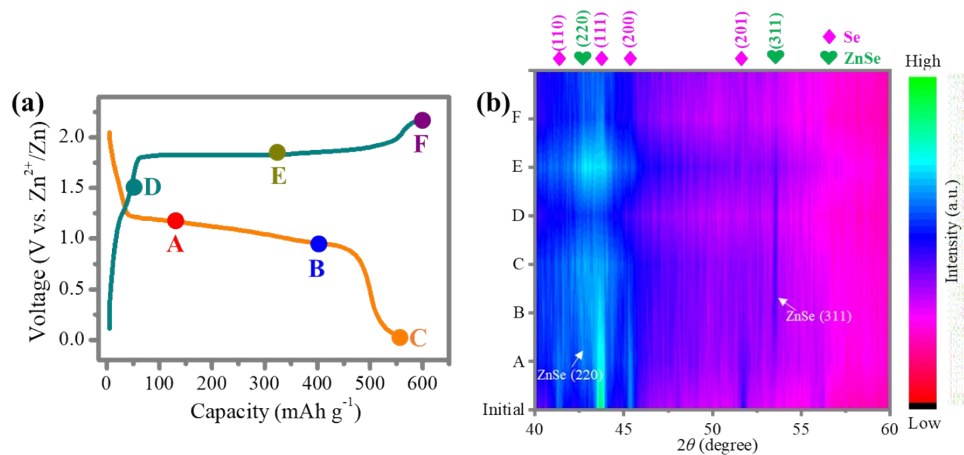 (a)
Voltage (V vs. Zn²⁺/Zn)
2.0
1.5
1.0
0.5
0.0
D
E
F
A
B
C
0 100 200 300 400 500 600
Capacity (mAh g⁻¹)
(b)
(110)
(220)
(111)
(200)
(201)
(311)
Se
ZnSe
F
E
D
C
B
A
Initial
ZnSe (311)
ZnSe (220)
40 45 50 55 60
2θ (degree)
High
Intensity (a.u.)
Low